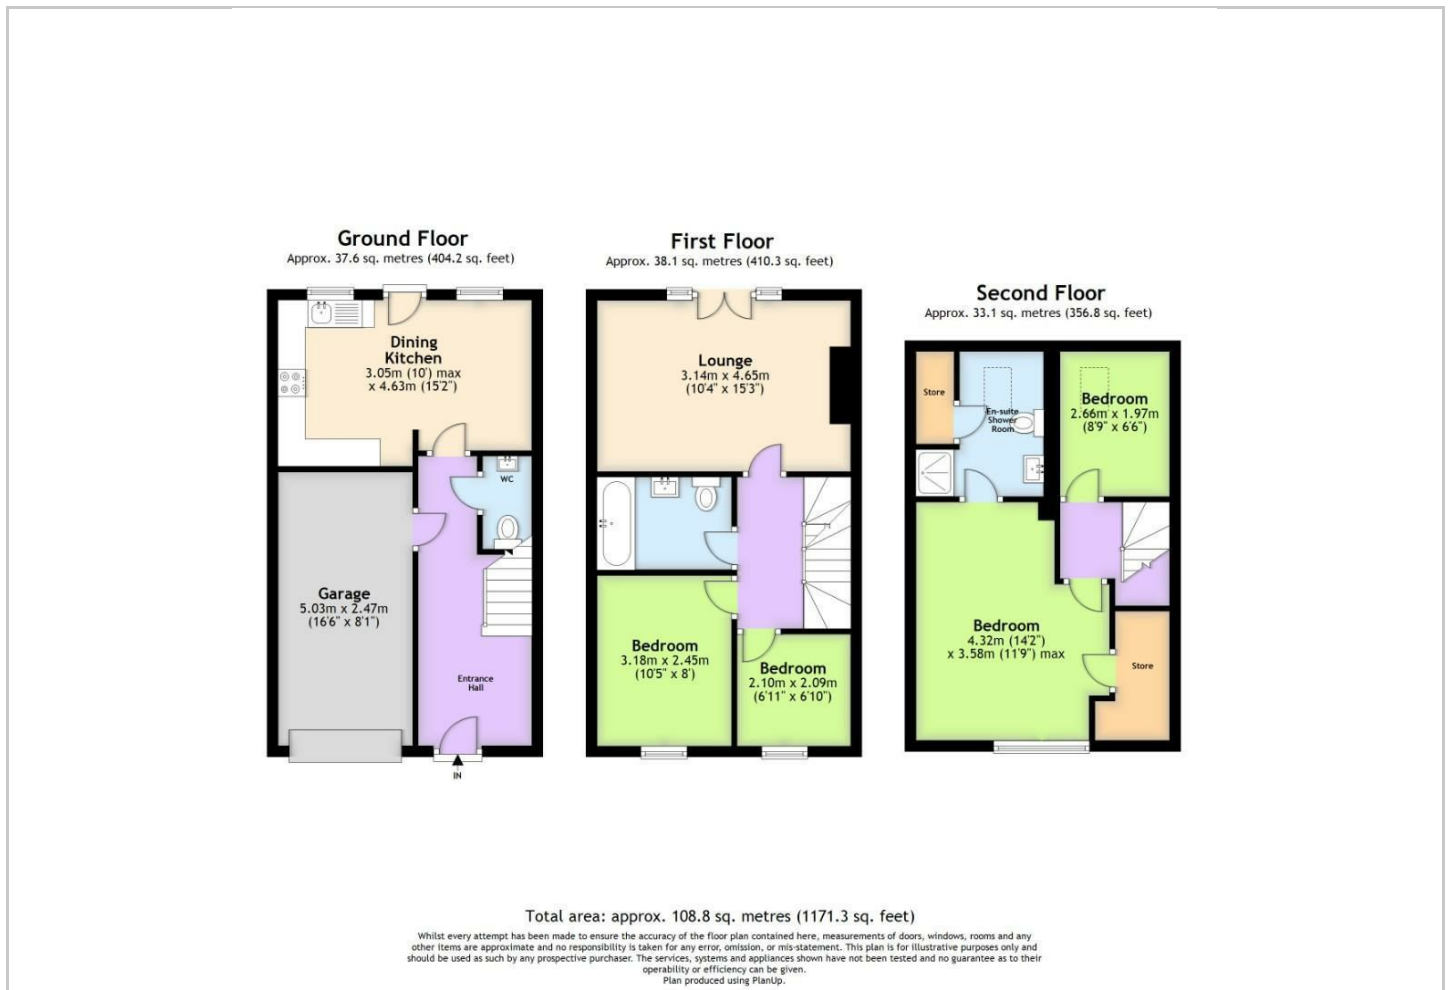 Ground Floor
Approx. 37.6 sq. metres (404.2 sq. feet)
Dining
Kitchen
3.05m (10') max
x 4.63m (15'2")
WC
Garage
5.03m x 2.47m
(16'6" x 8'1")
Entrance
Hall
IN
First Floor
Approx. 38.1 sq. metres (410.3 sq. feet)
Lounge
3.14m x 4.65m
(10'4" x 15'3")
Bedroom
3.18m x 2.45m
(10'5" x 8')
Bedroom
2.10m x 2.09m
(6'11" x 6'10")
Second Floor
Approx. 33.1 sq. metres (356.8 sq. feet)
Store
En-suite
Shower
Room
Bedroom
2.66m x 1.97m
(8'9" x 6'6")
Bedroom
4.32m (14'2")
x 3.58m (11'9") max
Store
Total area: approx. 108.8 sq. metres (1171.3 sq. feet)
Whilst every attempt has been made to ensure the accuracy of the floor plan contained here, measurements of doors, windows, rooms and any
other items are approximate and no responsibility is taken for any error, omission, or mis-statement. This plan is for illustrative purposes only and
should be used as such by any prospective purchaser. The services, systems and appliances shown have not been tested and no guarantee as to their
operability or efficiency can be given.
Plan produced using PlanUp.